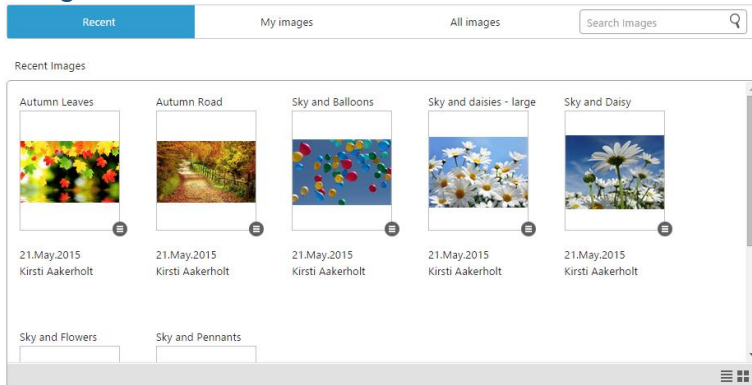 Recent
My images
All images
Search Images
Recent Images
Autumn Leaves
Autumn Road
Sky and Balloons
Sky and daisies - large
Sky and Daisy
21.May.2015
Kirsti Aakerholt
21.May.2015
Kirsti Aakerholt
21.May.2015
Kirsti Aakerholt
21.May.2015
Kirsti Aakerholt
21.May.2015
Kirsti Aakerholt
Sky and Flowers
Sky and Pennants